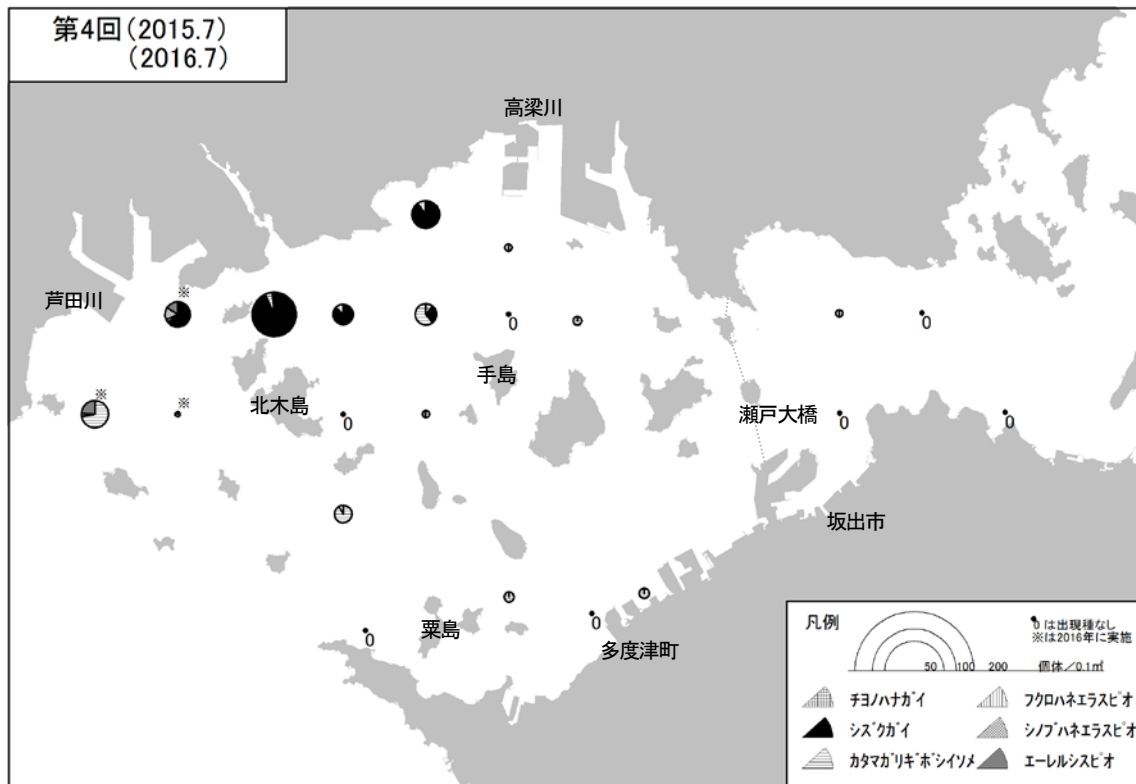 第4回(2015.7)
(2016.7)
高梁川
芦田川
※
※
※
0
0
手島
北木島
瀬戸大橋
0
0
0
坂出市
粟島
0
0
多度津町
凡例
0 は出現種なし
※は2016年に実施
50 100 200 個体/0.1㎡
チヨノハナガイ
フクロハネエラスピオ
シズクガイ
シノブハネエラスピオ
カタマガリギボシイソメ
エーレルシスピオ